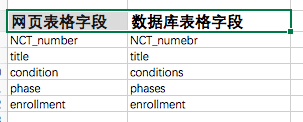 网页表格字段 数据库表格字段
NCT_number NCT_numebr
title title
condition conditions
phase phases
enrollment enrollment